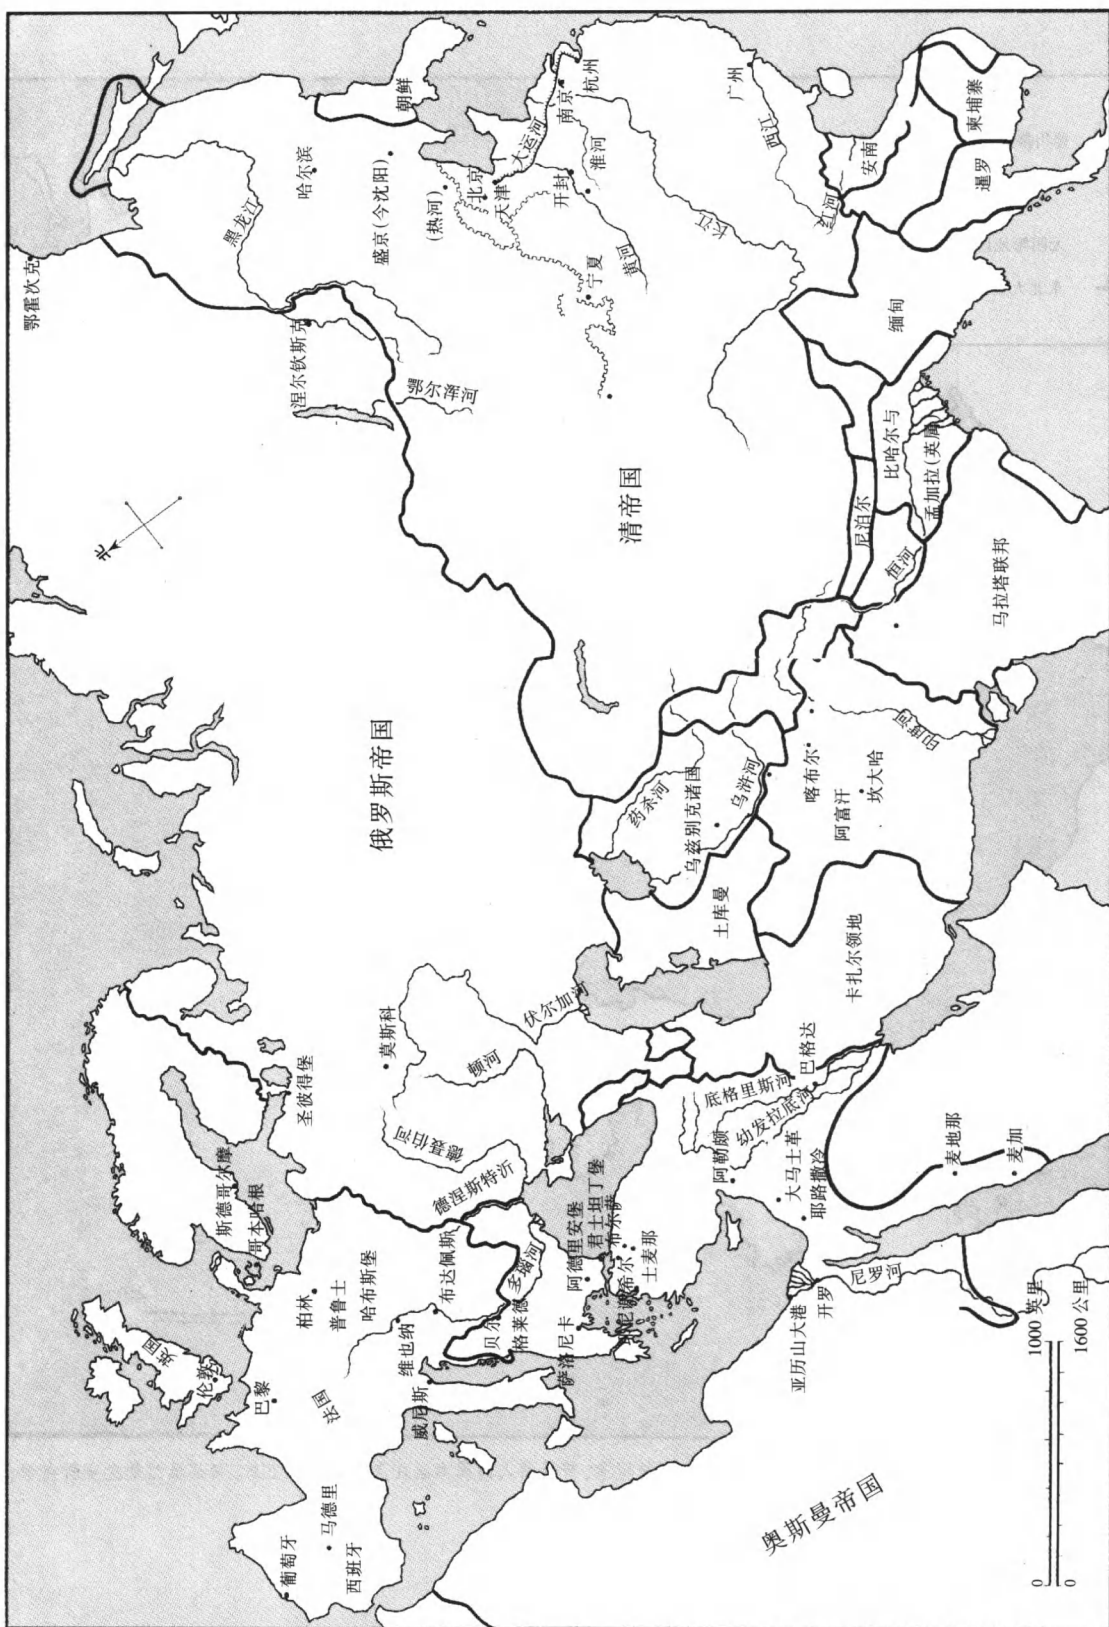 鄂霍次克
黑龙江
哈尔滨
朝鲜
涅尔钦斯克
盛京(今沈阳)
(热河)
北京
天津
大运河
南京
杭州
开封
淮河
鄂尔浑河
宁夏
黄河
长江
广州
西江
红河
安南
柬埔寨
暹罗
缅甸
北
清帝国
尼泊尔
比哈尔与
孟加拉(英属
恒河
马拉塔联邦
俄罗斯帝国
药杀河
乌兹别克诸国
乌浒河
喀布尔
阿富汗
坎大哈
印度河
土库曼
卡扎尔领地
圣彼得堡
莫斯科
伏尔加河
顿河
德聂伯河
德涅斯特沂
底格里斯河
幼发拉底河
巴格达
阿勒颇
大马士革
耶路撒冷
麦地那
麦加
斯德哥尔摩
哥本哈根
柏林
普鲁士
哈布斯堡
布达佩斯
维也纳
多瑙河
贝尔
格莱德
阿德里安堡
君士坦丁堡
布尔萨
士麦那
萨洛尼卡
威尼斯
英国
伦敦
巴黎
法国
葡萄牙
马德里
西班牙
亚历山大港
开罗
尼罗河
奥斯曼帝国
0 1000 英里
0 1600 公里